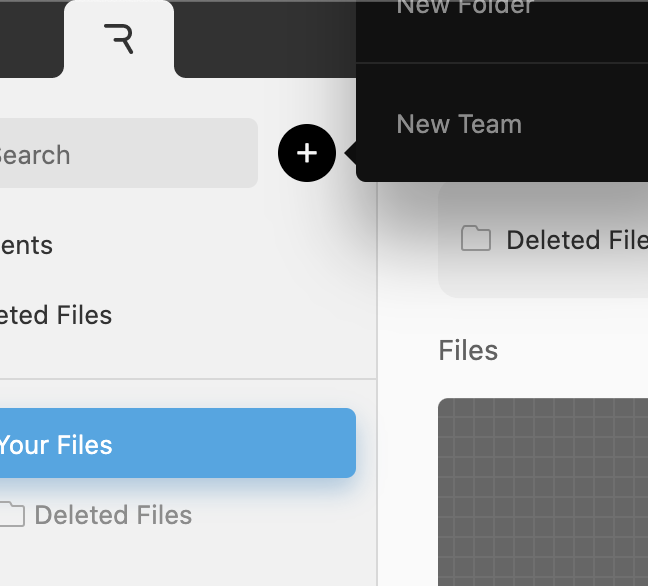 New Folder
New Team
Search
ents
eted Files
Your Files
Deleted Files
Deleted File
Files